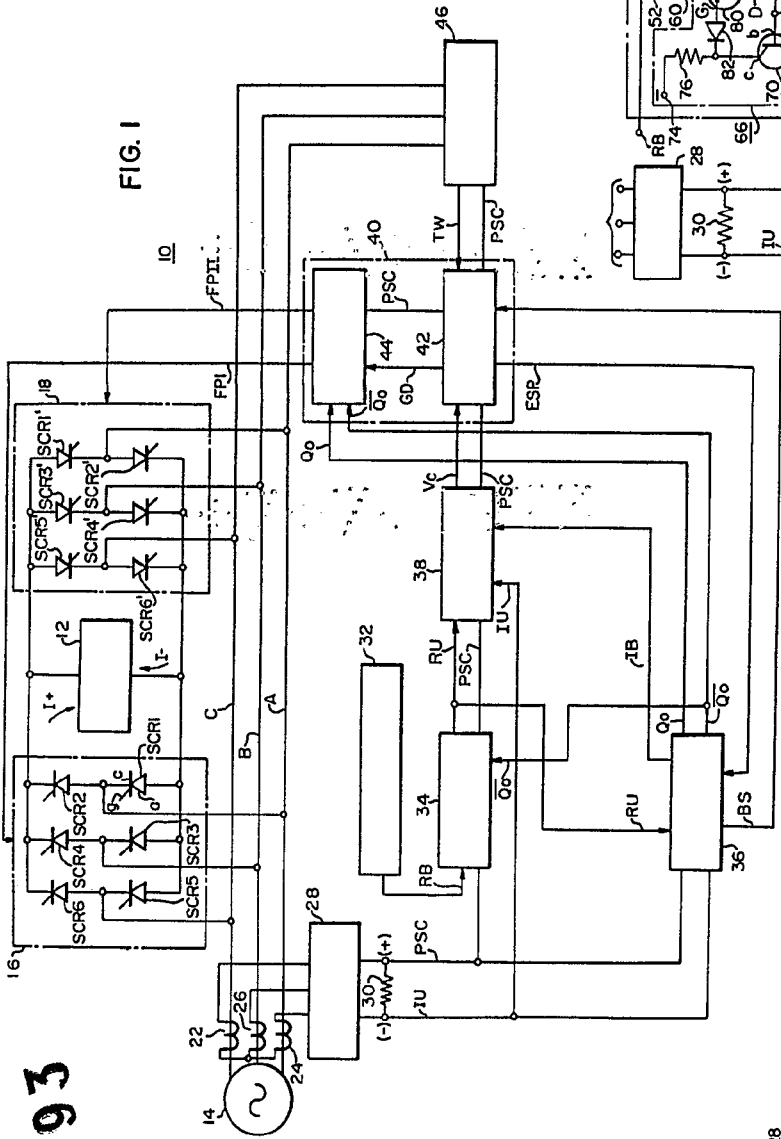 93
FIG. 1
10
16
SCR6
SCR4
SCR2
g
c
a
SCR1
SCR3
SCR5
I+
12
I-
18
SCR5'
SCR3'
SCR1'
SCR4'
SCR2'
SCR6'
FPI
FPII
C
B
A
14
22
26
24
28
30
(-)
(+)
IU
PSC
32
RB
34
Q̅o̅
RU
PSC
RU
38
IU
IB
Vc
PSC
Qo
Q̅o̅
40
44
PSC
GD
42
ESP
TW
PSC
46
36
Qo
Q̅o̅
BS
28
30
(-)
(+)
IU
RB
66
74
76
82
80
52
60
G
D
b
c
70